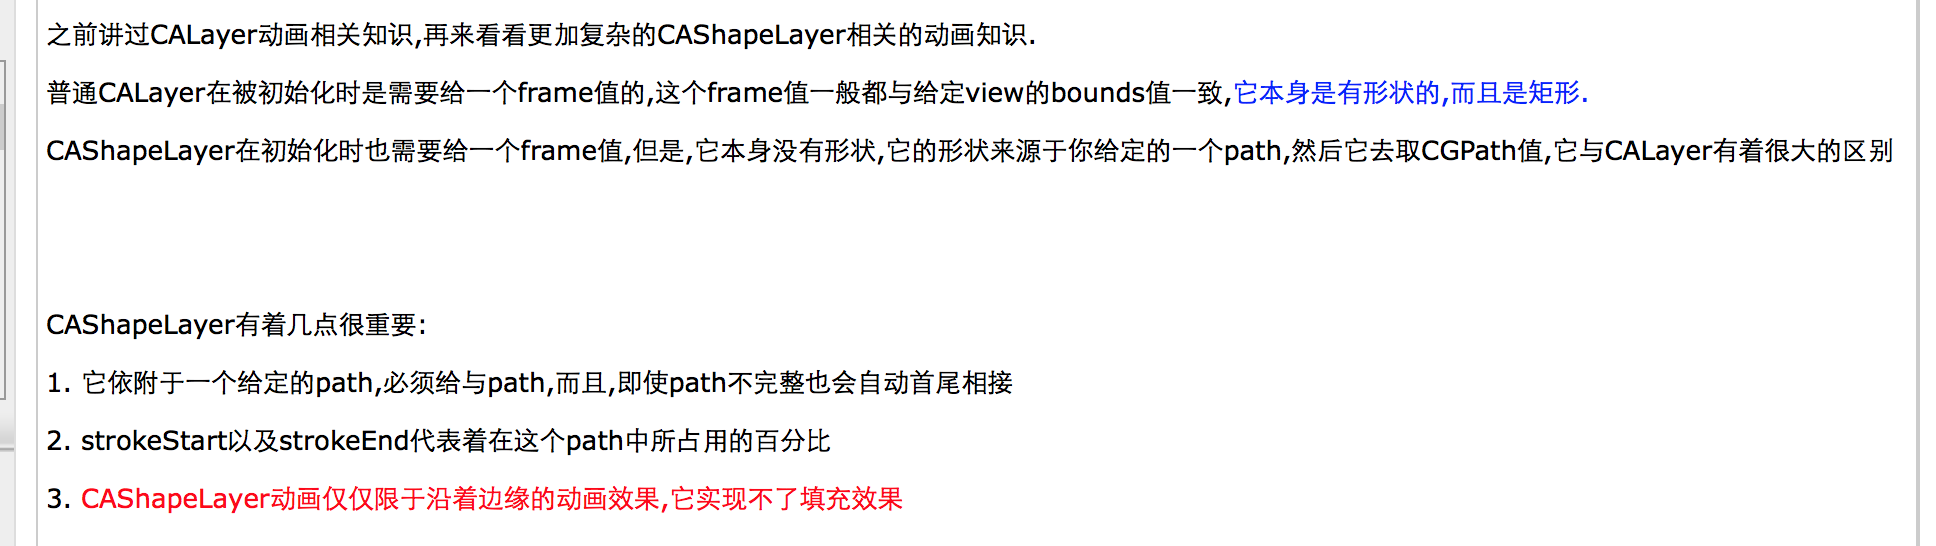 之前讲过CALayer动画相关知识,再来看看更加复杂的CAShapeLayer相关的动画知识.
普通CALayer在被初始化时是需要给一个frame值的,这个frame值一般都与给定view的bounds值一致,它本身是有形状的,而且是矩形.
CAShapeLayer在初始化时也需要给一个frame值,但是,它本身没有形状,它的形状来源于你给定的一个path,然后它去取CGPath值,它与CALayer有着很大的区别
CAShapeLayer有着几点很重要:
1. 它依附于一个给定的path,必须给与path,而且,即使path不完整也会自动首尾相接
2. strokeStart以及strokeEnd代表着在这个path中所占用的百分比
3. CAShapeLayer动画仅仅限于沿着边缘的动画效果,它实现不了填充效果